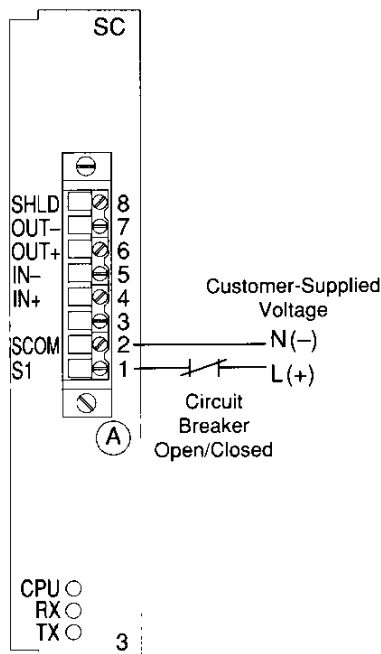 SC
SHLD 8
OUT− 7
OUT+ 6
IN− 5
IN+ 4
3
SCOM 2
S1 1
Customer-Supplied
Voltage
N(−)
L(+)
Circuit
Breaker
Open/Closed
A
CPU
RX
TX
3